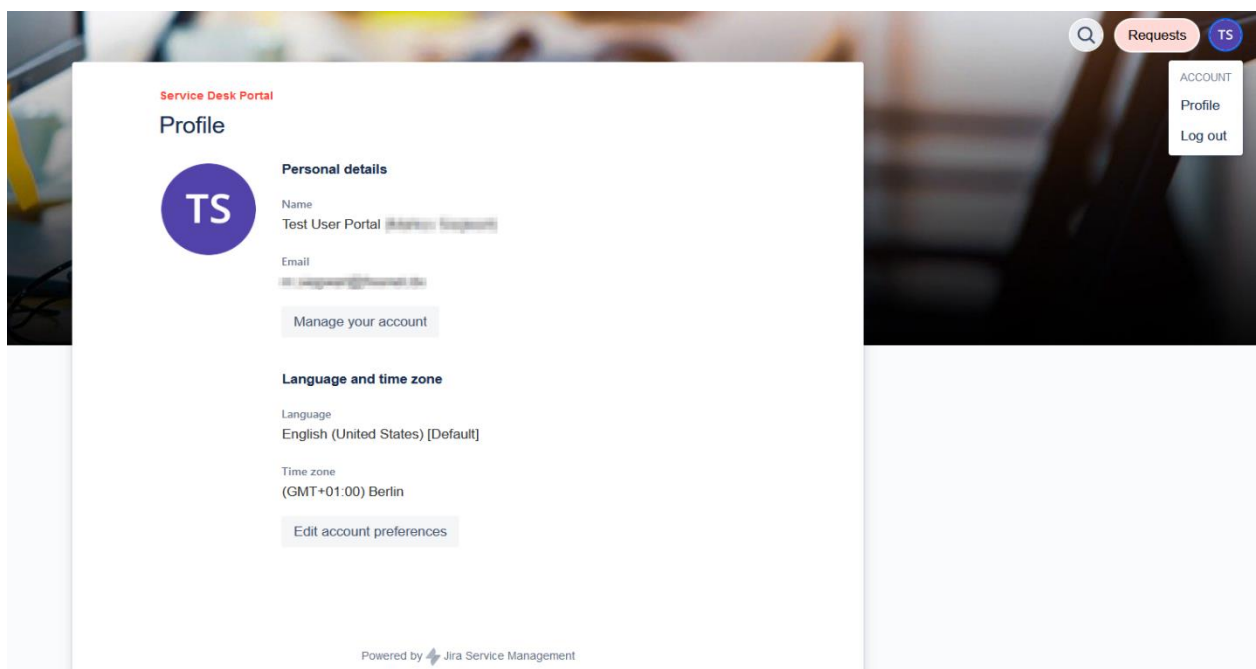 Requests
TS
ACCOUNT
Profile
Log out
Service Desk Portal
Profile
TS
Personal details
Name
Test User Portal
Email
Manage your account
Language and time zone
Language
English (United States) [Default]
Time zone
(GMT+01:00) Berlin
Edit account preferences
Powered by Jira Service Management